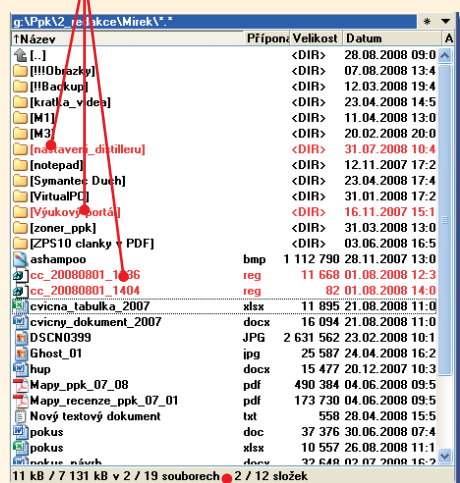 g:\Ppk\2_redakce\Mirek\*.*
↑Název Přípona Velikost Datum A
[..] <DIR> 28.08.2008 09:0
[!!!Obrazky] <DIR> 07.08.2008 13:4
[!!Backup] <DIR> 12.03.2008 19:4
[kratka_videa] <DIR> 23.04.2008 14:5
[M1] <DIR> 11.04.2008 13:0
[M3] <DIR> 20.02.2008 20:0
[nastaveni_distilleru] <DIR> 31.07.2008 10:4
[notepad] <DIR> 12.11.2007 17:2
[Symantec Duch] <DIR> 23.04.2008 17:4
[VirtualPC] <DIR> 31.01.2008 17:2
[Výukový portál] <DIR> 16.11.2007 15:1
[zoner_ppk] <DIR> 31.03.2008 13:0
[ZPS10 clanky v PDF] <DIR> 03.06.2008 16:5
ashampoo bmp 1 112 790 28.11.2007 13:0
cc_20080801_1236 reg 11 668 01.08.2008 12:3
cc_20080801_1404 reg 82 01.08.2008 14:0
cvicna_tabulka_2007 xlsx 11 895 21.08.2008 11:0
cvicny_dokument_2007 docx 16 094 21.08.2008 11:0
DSCN0399 JPG 2 631 562 23.02.2008 10:1
Ghost_01 jpg 25 587 24.04.2008 16:2
hup docx 15 477 20.12.2007 10:3
Mapy_ppk_07_08 pdf 490 384 04.06.2008 09:5
Mapy_recenze_ppk_07_01 pdf 173 730 04.06.2008 09:5
Nový textový dokument txt 558 28.04.2008 15:5
pokus doc 37 376 30.06.2008 07:4
pokus xlsx 10 557 26.08.2008 11:1
pokus_návrh docx 32 648 02.07.2008 16:2
11 kB / 7 131 kB v 2 / 19 souborech 2 / 12 složek